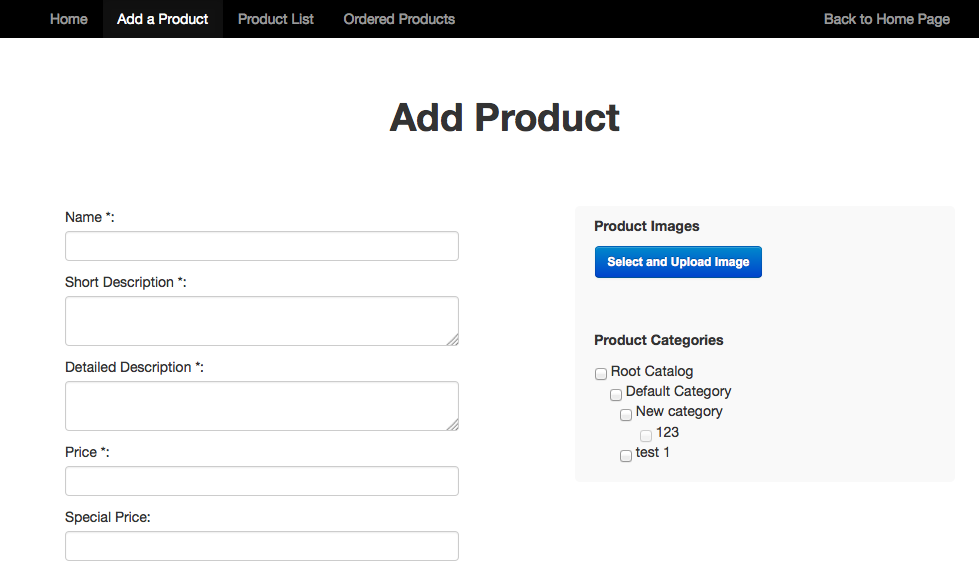 Home Add a Product Product List Ordered Products Back to Home Page
Add Product
Name *:
Short Description *:
Detailed Description *:
Price *:
Special Price:
Product Images
Select and Upload Image
Product Categories
Root Catalog
Default Category
New category
123
test 1